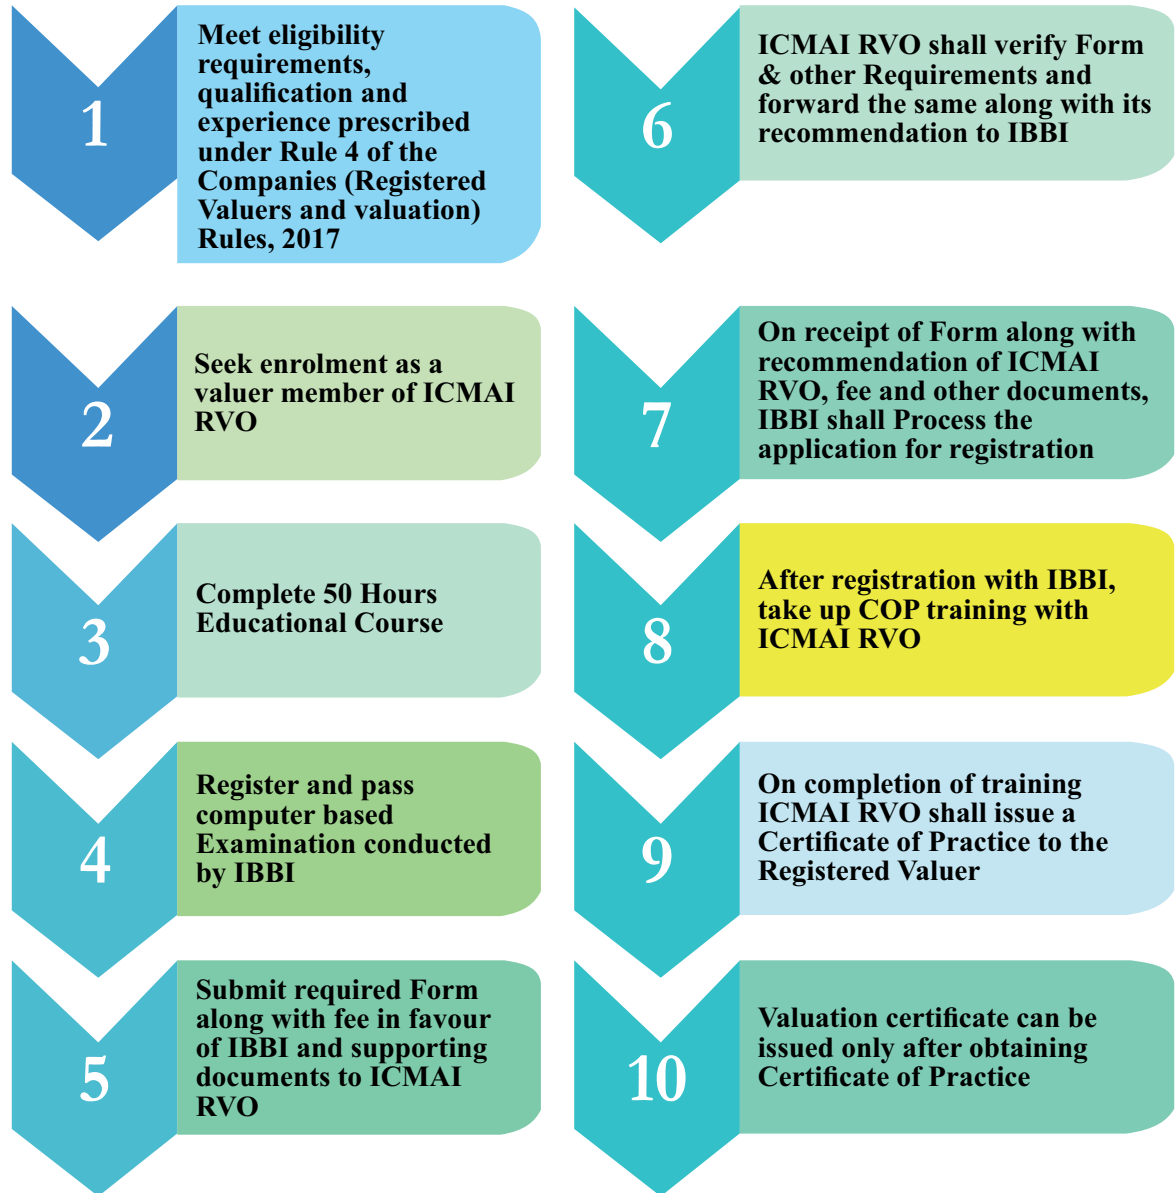 1
Meet eligibility
requirements,
qualification and
experience prescribed
under Rule 4 of the
Companies (Registered
Valuers and valuation)
Rules, 2017
2
Seek enrolment as a
valuer member of ICMAI
RVO
3
Complete 50 Hours
Educational Course
4
Register and pass
computer based
Examination conducted
by IBBI
5
Submit required Form
along with fee in favour
of IBBI and supporting
documents to ICMAI
RVO
6
ICMAI RVO shall verify Form
& other Requirements and
forward the same along with its
recommendation to IBBI
7
On receipt of Form along with
recommendation of ICMAI
RVO, fee and other documents,
IBBI shall Process the
application for registration
8
After registration with IBBI,
take up COP training with
ICMAI RVO
9
On completion of training
ICMAI RVO shall issue a
Certificate of Practice to the
Registered Valuer
10
Valuation certificate can be
issued only after obtaining
Certificate of Practice